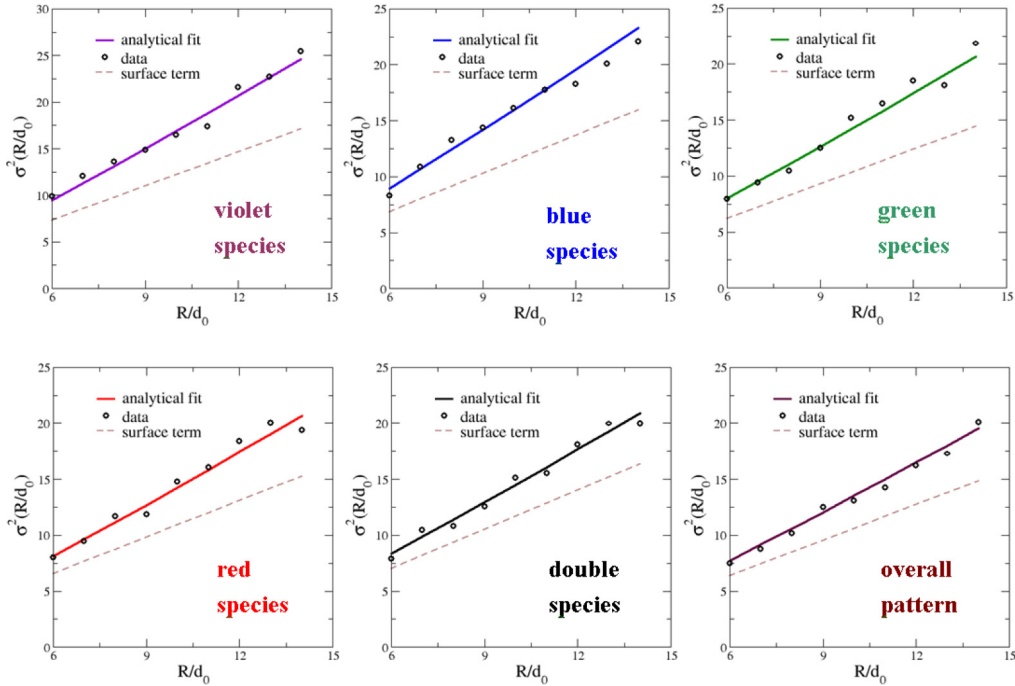 30
25
20
15
10
5
0
σ²(R/d₀)
analytical fit
data
surface term
violet
species
6
9
12
15
R/d₀
25
20
15
10
5
0
σ²(R/d₀)
analytical fit
data
surface term
blue
species
6
9
12
15
R/d₀
25
20
15
10
5
0
σ²(R/d₀)
analytical fit
data
surface term
green
species
6
9
12
15
R/d₀
25
20
15
10
5
0
σ²(R/d₀)
analytical fit
data
surface term
red
species
6
9
12
15
R/d₀
25
20
15
10
5
0
σ²(R/d₀)
analytical fit
data
surface term
double
species
6
9
12
15
R/d₀
25
20
15
10
5
0
σ²(R/d₀)
analytical fit
data
surface term
overall
pattern
6
9
12
15
R/d₀